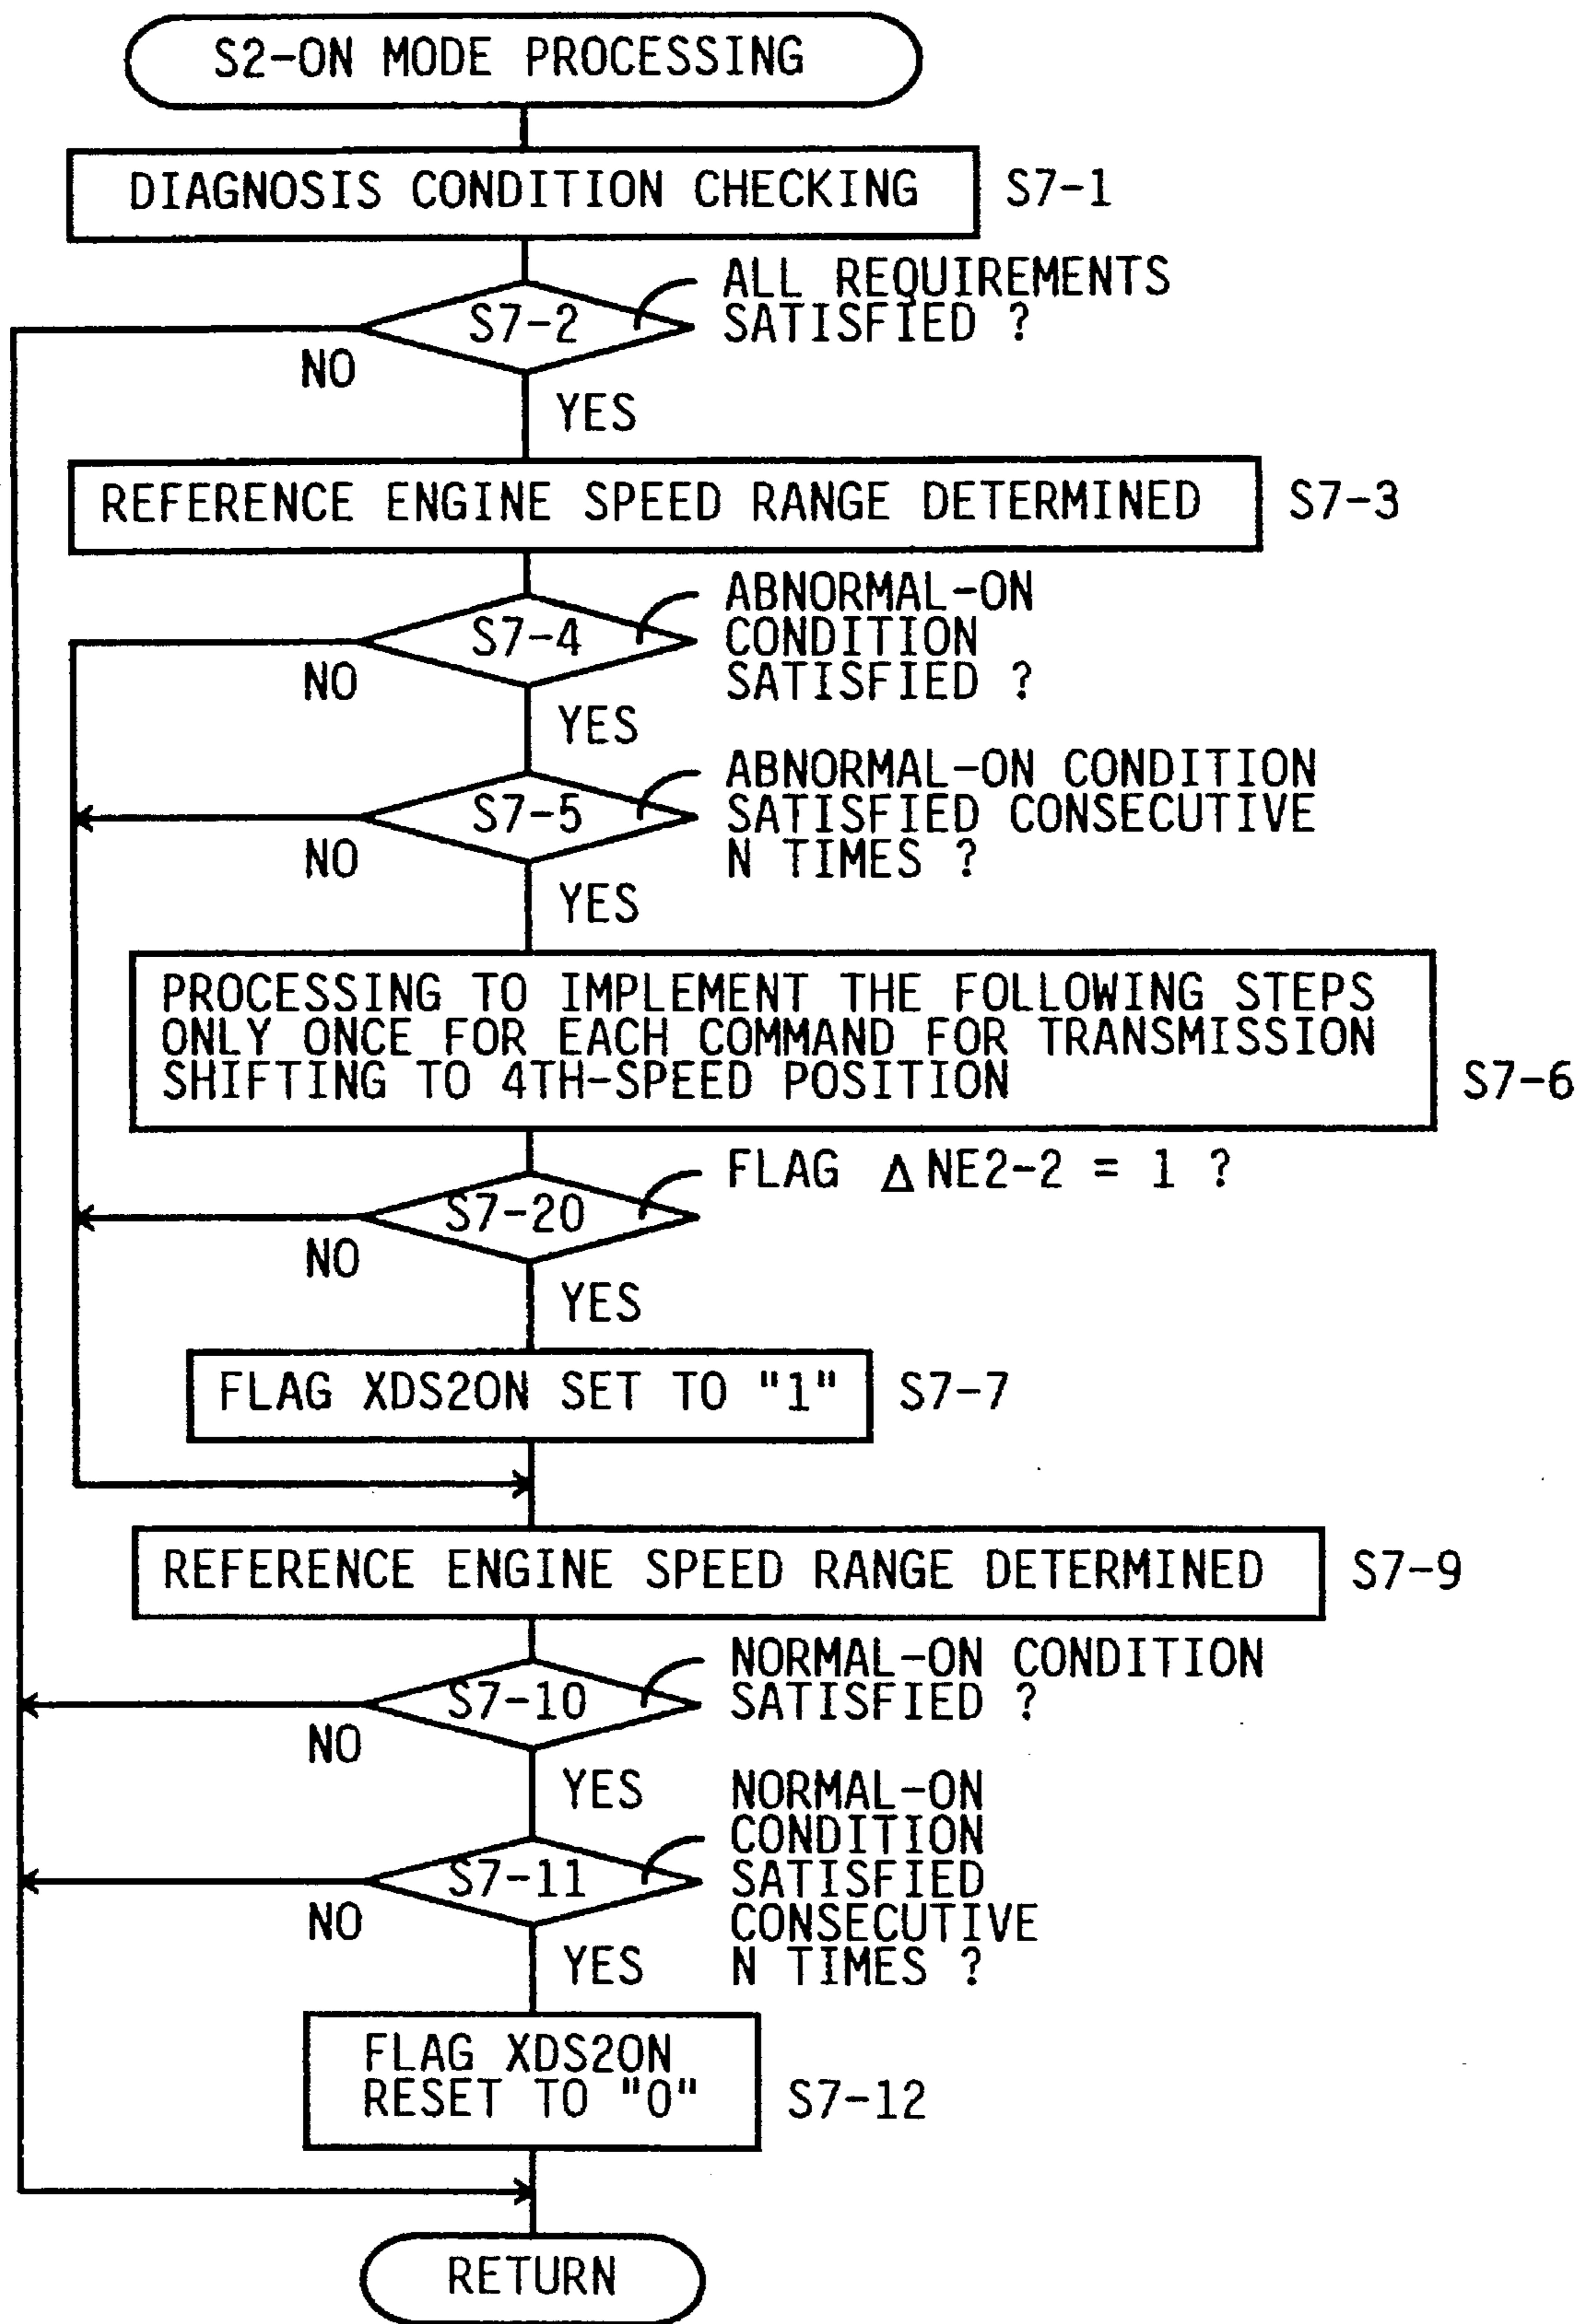 S2-ON MODE PROCESSING
DIAGNOSIS CONDITION CHECKING
S7-1
ALL REQUIREMENTS
SATISFIED ?
S7-2
NO
YES
REFERENCE ENGINE SPEED RANGE DETERMINED
S7-3
ABNORMAL-ON
CONDITION
SATISFIED ?
S7-4
NO
YES
ABNORMAL-ON CONDITION
SATISFIED CONSECUTIVE
N TIMES ?
S7-5
NO
YES
PROCESSING TO IMPLEMENT THE FOLLOWING STEPS
ONLY ONCE FOR EACH COMMAND FOR TRANSMISSION
SHIFTING TO 4TH-SPEED POSITION
S7-6
FLAG ΔNE2-2 = 1 ?
S7-20
NO
YES
FLAG XDS2ON SET TO "1"
S7-7
REFERENCE ENGINE SPEED RANGE DETERMINED
S7-9
NORMAL-ON CONDITION
SATISFIED ?
S7-10
NO
YES
NORMAL-ON
CONDITION
SATISFIED
CONSECUTIVE
N TIMES ?
S7-11
NO
YES
FLAG XDS2ON
RESET TO "0"
S7-12
RETURN